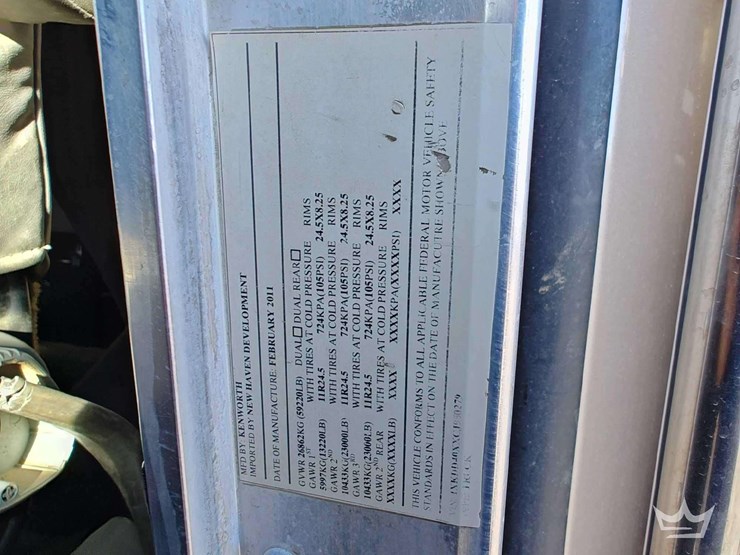 MFD BY KENWORTH
IMPORTED BY NEW HAVEN DEVELOPMENT
DATE OF MANUFACTURE: FEBRUARY 2011
GVWR 26862KG (59220LB) DUAL☐ DUAL REAR☐
GAWR 1ST WITH TIRES AT COLD PRESSURE RIMS
5997KG(13220LB) 11R24.5 724KPA(105PSI) 24.5X8.25
GAWR 2ND WITH TIRES AT COLD PRESSURE RIMS
10433KG(23000LB) 11R24.5 724KPA(105PSI) 24.5X8.25
GAWR 3RD WITH TIRES AT COLD PRESSURE RIMS
10433KG(23000LB) 11R24.5 724KPA(105PSI) 24.5X8.25
GAWR 2ND REAR WITH TIRES AT COLD PRESSURE RIMS
XXXXKG(XXXXLB) XXXX XXXXKPA(XXXXPSI) XXXX
THIS VEHICLE CONFORMS TO ALL APPLICABLE FEDERAL MOTOR VEHICLE SAFETY
STANDARDS IN EFFECT ON THE DATE OF MANUFACUTRE SHOWN ABOVE